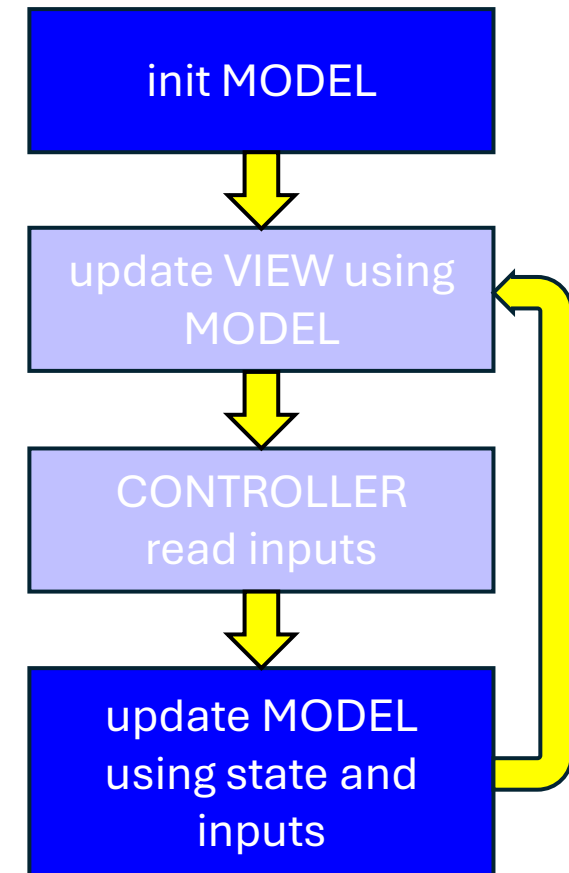 init MODEL
update VIEW using
MODEL
CONTROLLER
read inputs
update MODEL
using state and
inputs